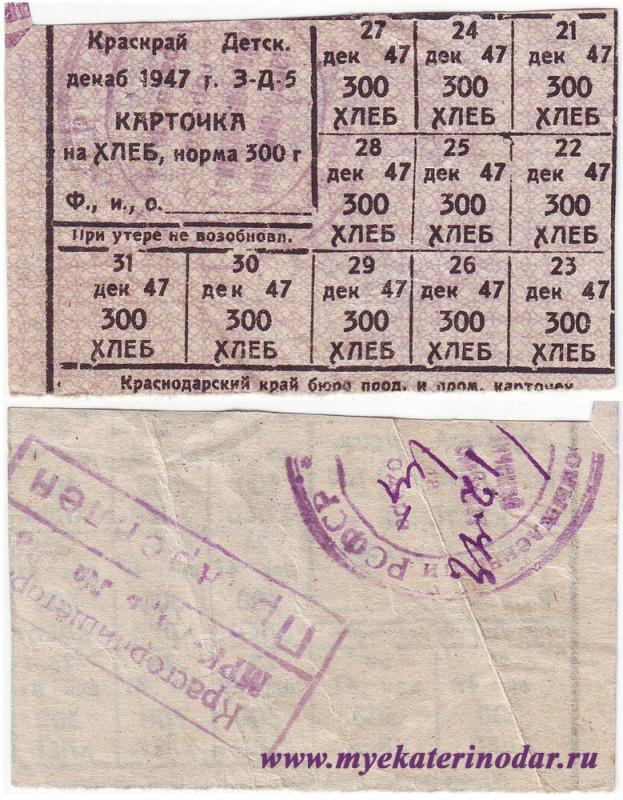 Краскрай Детск.
декаб 1947 г. З-Д-5
КАРТОЧКА
на ХЛЕБ, норма 300 г
Ф., и., о.
При утере не возобновл.
27 24 21
дек 47 дек 47 дек 47
300 300 300
ХЛЕБ ХЛЕБ ХЛЕБ
28 25 22
дек 47 дек 47 дек 47
300 300 300
ХЛЕБ ХЛЕБ ХЛЕБ
31 30 29 26 23
дек 47 дек 47 дек 47 дек 47 дек 47
300 300 300 300 300
ХЛЕБ ХЛЕБ ХЛЕБ ХЛЕБ ХЛЕБ
Краснодарский край бюро прод. и пром. карточек
Прикреплен
РСФСР
www.myekaterinodar.ru